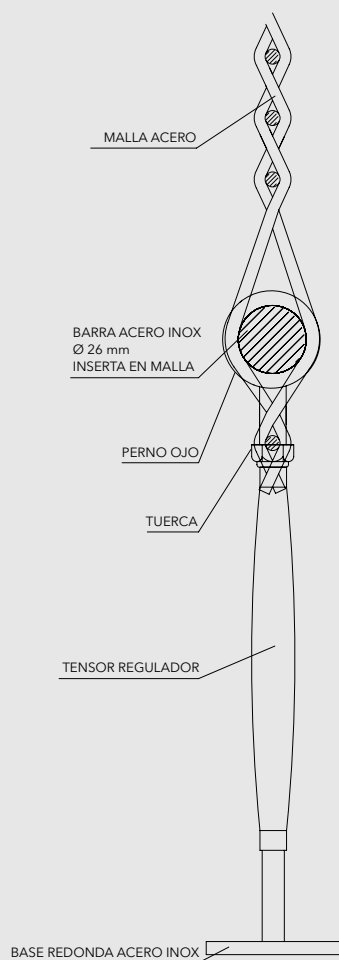 MALLA ACERO
BARRA ACERO INOX
Ø 26 mm
INSERTA EN MALLA
PERNO OJO
TUERCA
TENSOR REGULADOR
BASE REDONDA ACERO INOX